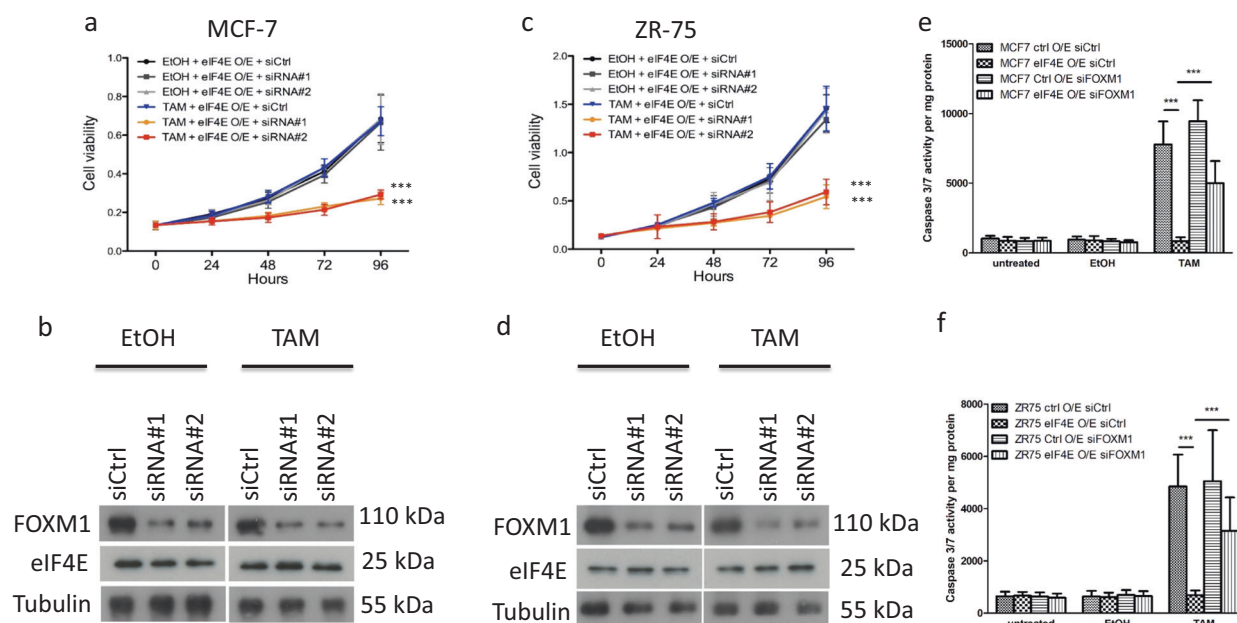 a
MCF-7
Cell viability
1.0
0.8
0.6
0.4
0.2
0.0
EtOH + eIF4E O/E + siCtrl
EtOH + eIF4E O/E + siRNA#1
EtOH + eIF4E O/E + siRNA#2
TAM + eIF4E O/E + siCtrl
TAM + eIF4E O/E + siRNA#1
TAM + eIF4E O/E + siRNA#2
***
***
0 24 48 72 96
Hours
b
EtOH TAM
siCtrl siRNA#1 siRNA#2 siCtrl siRNA#1 siRNA#2
FOXM1 110 kDa
eIF4E 25 kDa
Tubulin 55 kDa
c
ZR-75
Cell viability
2.0
1.5
1.0
0.5
0.0
EtOH + eIF4E O/E + siCtrl
EtOH + eIF4E O/E + siRNA#1
EtOH + eIF4E O/E + siRNA#2
TAM + eIF4E O/E + siCtrl
TAM + eIF4E O/E + siRNA#1
TAM + eIF4E O/E + siRNA#2
***
***
0 24 48 72 96
Hours
d
EtOH TAM
siCtrl siRNA#1 siRNA#2 siCtrl siRNA#1 siRNA#2
FOXM1 110 kDa
eIF4E 25 kDa
Tubulin 55 kDa
e
Caspase 3/7 activity per mg protein
15000
10000
5000
0
MCF7 ctrl O/E siCtrl
MCF7 eIF4E O/E siCtrl
MCF7 Ctrl O/E siFOXM1
MCF7 eIF4E O/E siFOXM1
***
***
untreated EtOH TAM
f
Caspase 3/7 activity per mg protein
8000
6000
4000
2000
0
ZR75 ctrl O/E siCtrl
ZR75 eIF4E O/E siCtrl
ZR75 Ctrl O/E siFOXM1
ZR75 eIF4E O/E siFOXM1
***
***
untreated EtOH TAM